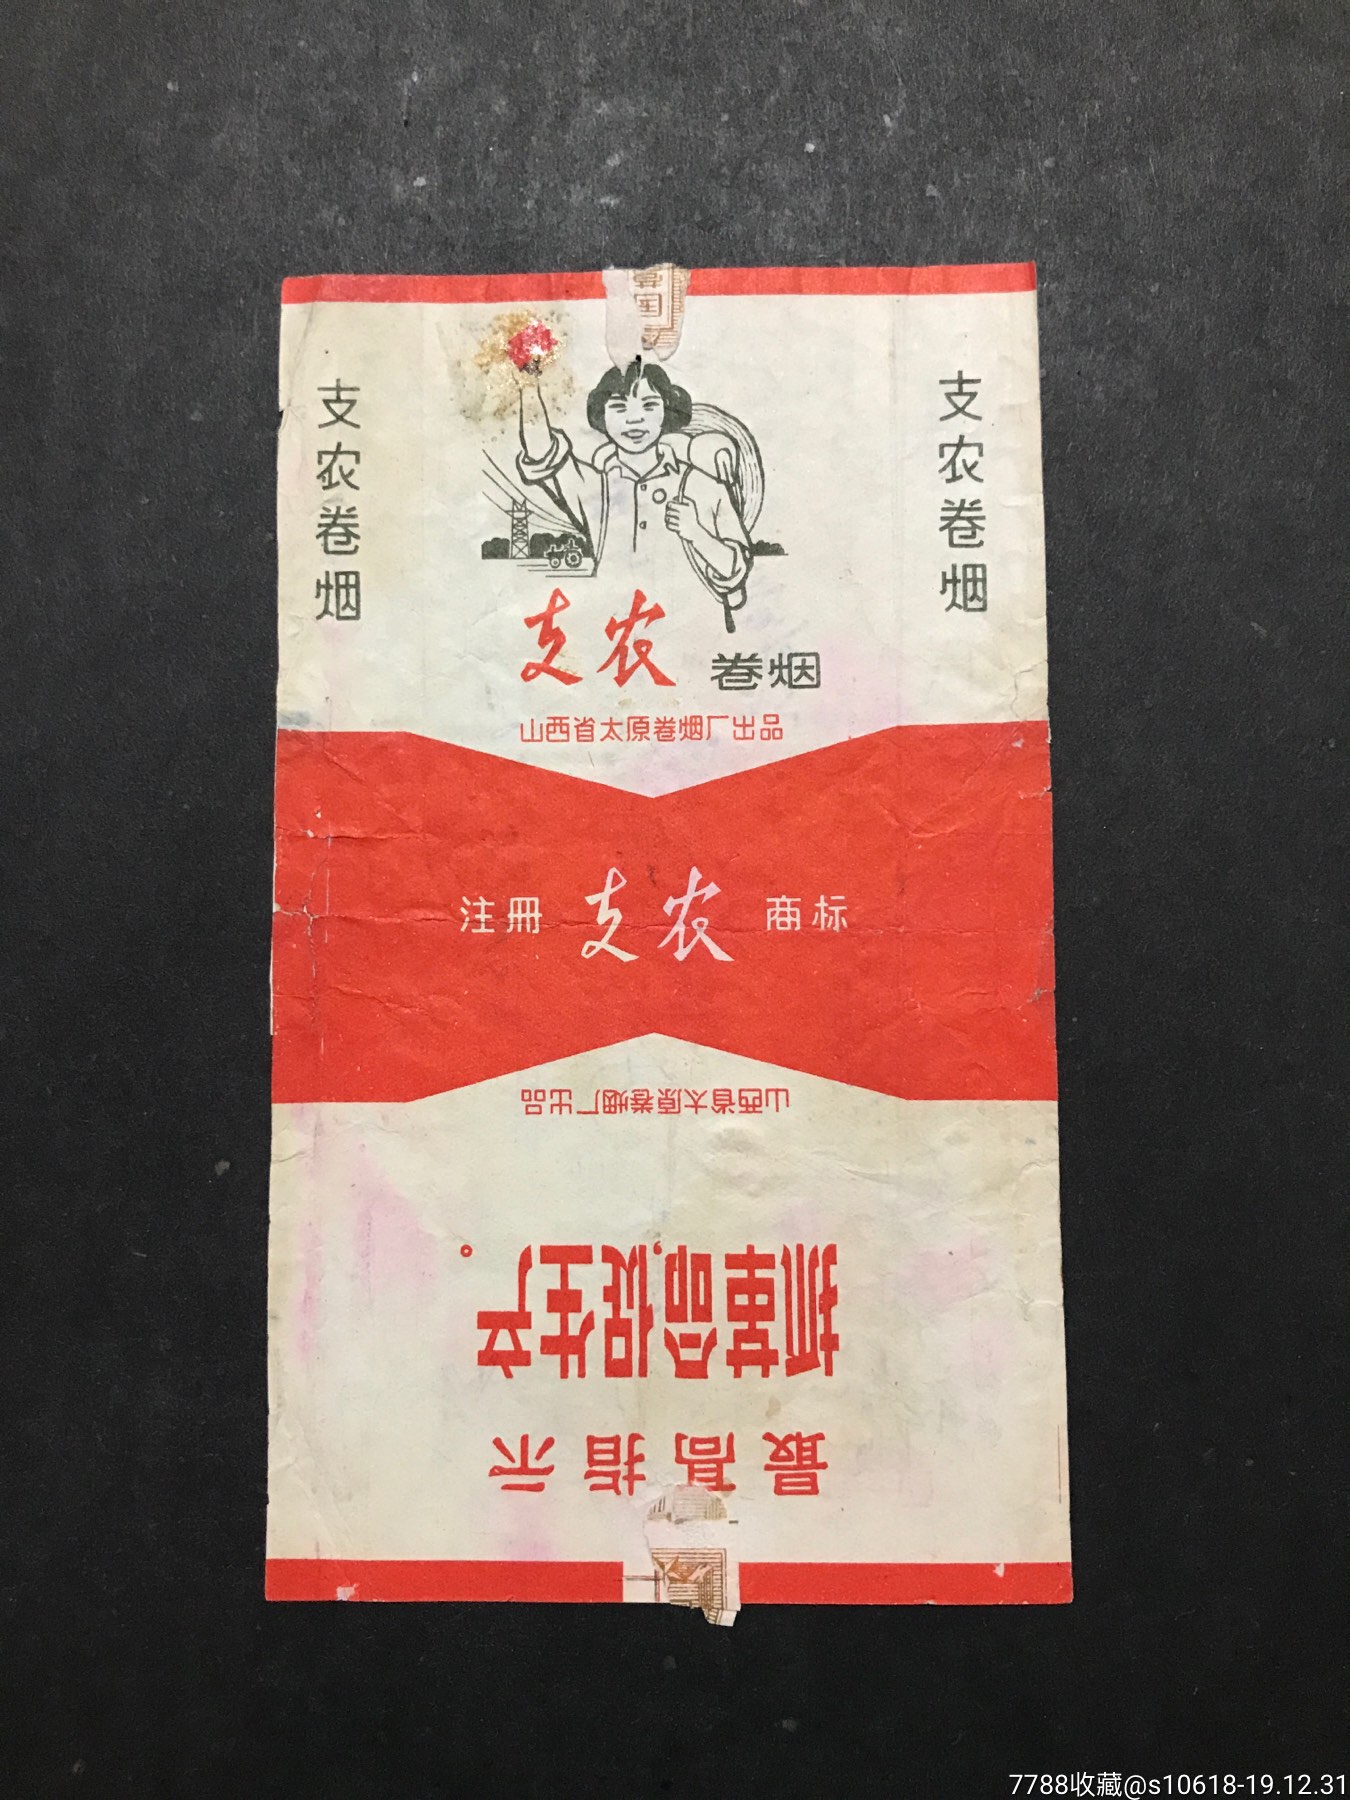 支农卷烟
支农卷烟
支农 卷烟
山西省太原卷烟厂出品
注册 支农 商标
山西省太原卷烟厂出品
最高指示
抓革命,促生产。
7788收藏@s10618-19.12.31